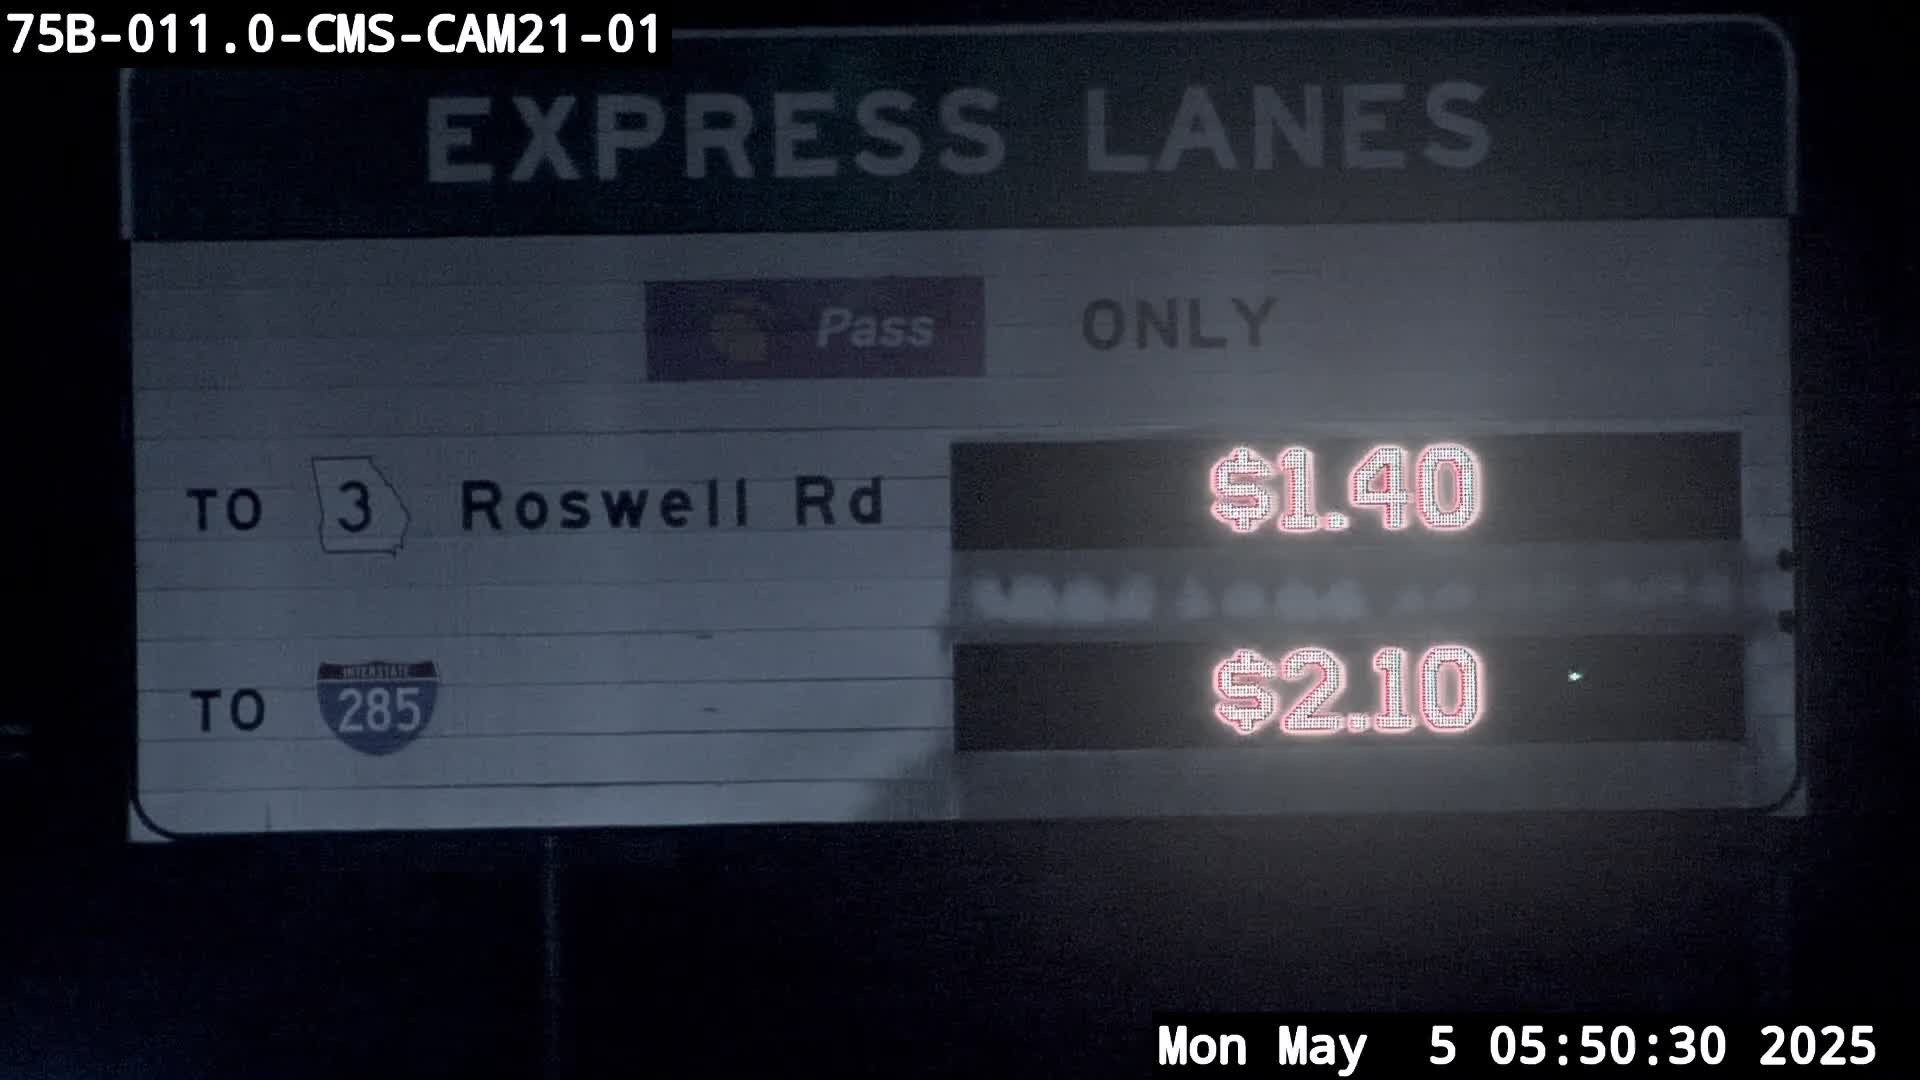 75B-011.0-CMS-CAM21-01
EXPRESS LANES
Pass ONLY
TO 3 Roswell Rd $1.40
INTERSTATE
TO 285 $2.10
Mon May 5 05:50:30 2025